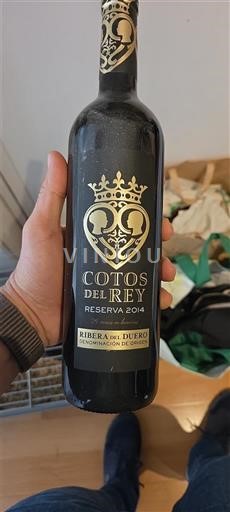 COTOS
DEL REY
RESERVA 2014
RIBERA DEL DUERO
DENOMINACIÓN DE ORIGEN